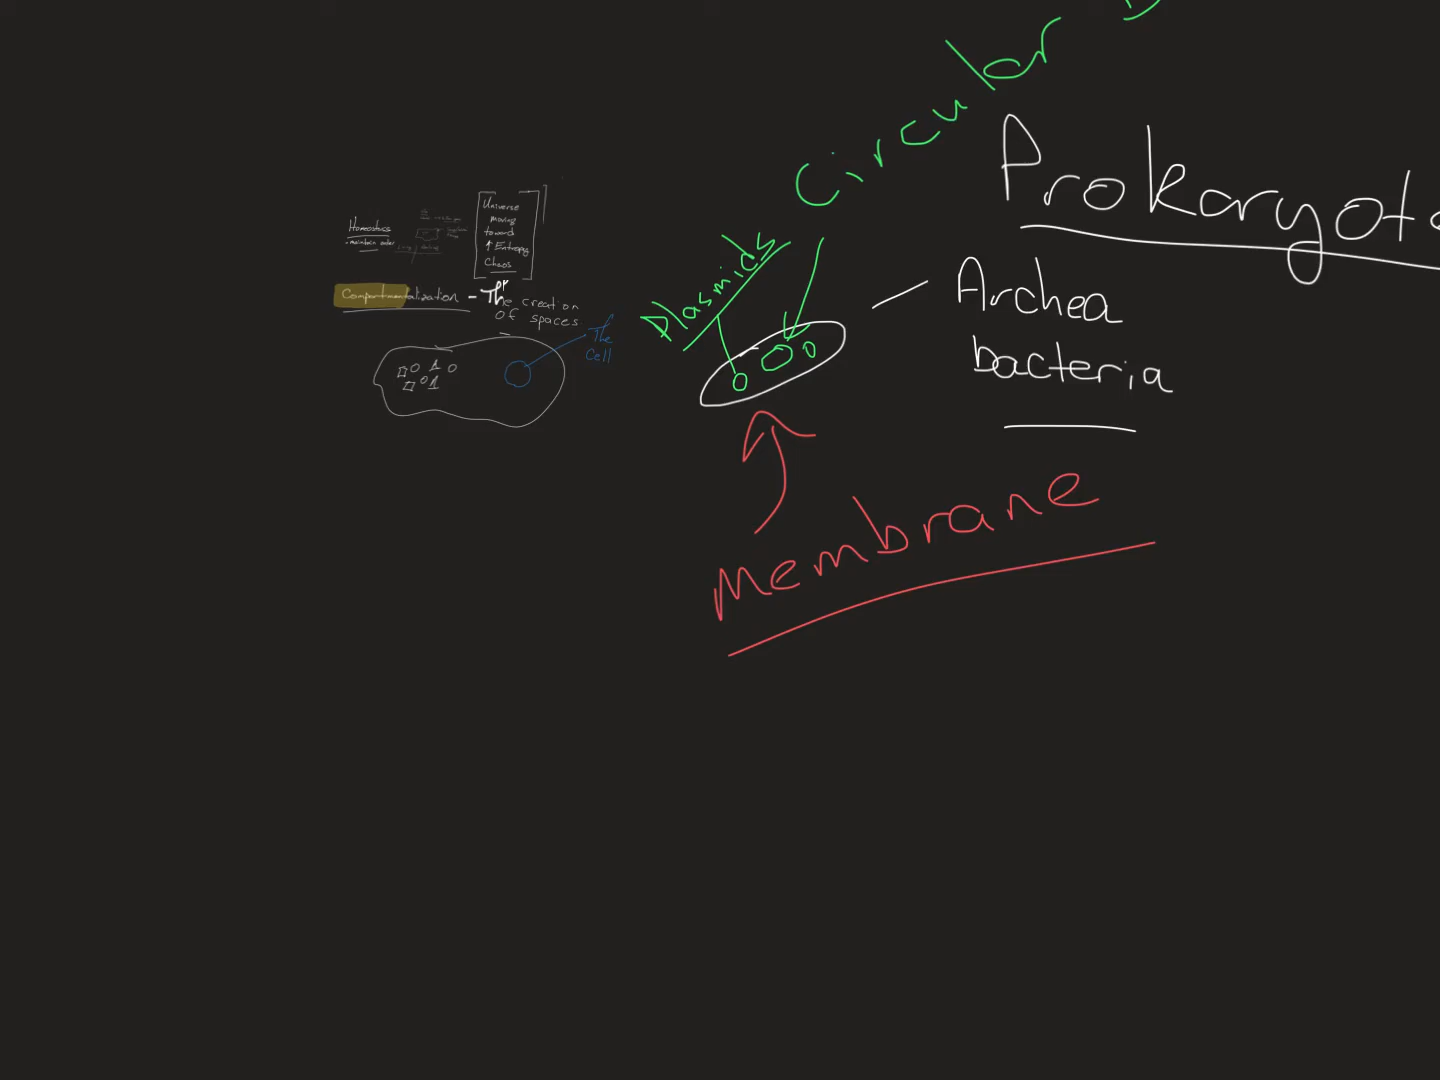 Circular
Prokaryot
Plasmids
Archea
bacteria
Membrane
Homeostasis
- maintain order
Universe
moving
toward
↑ Entropy
Chaos
Compartmentalization - The creation
of spaces
The
Cell